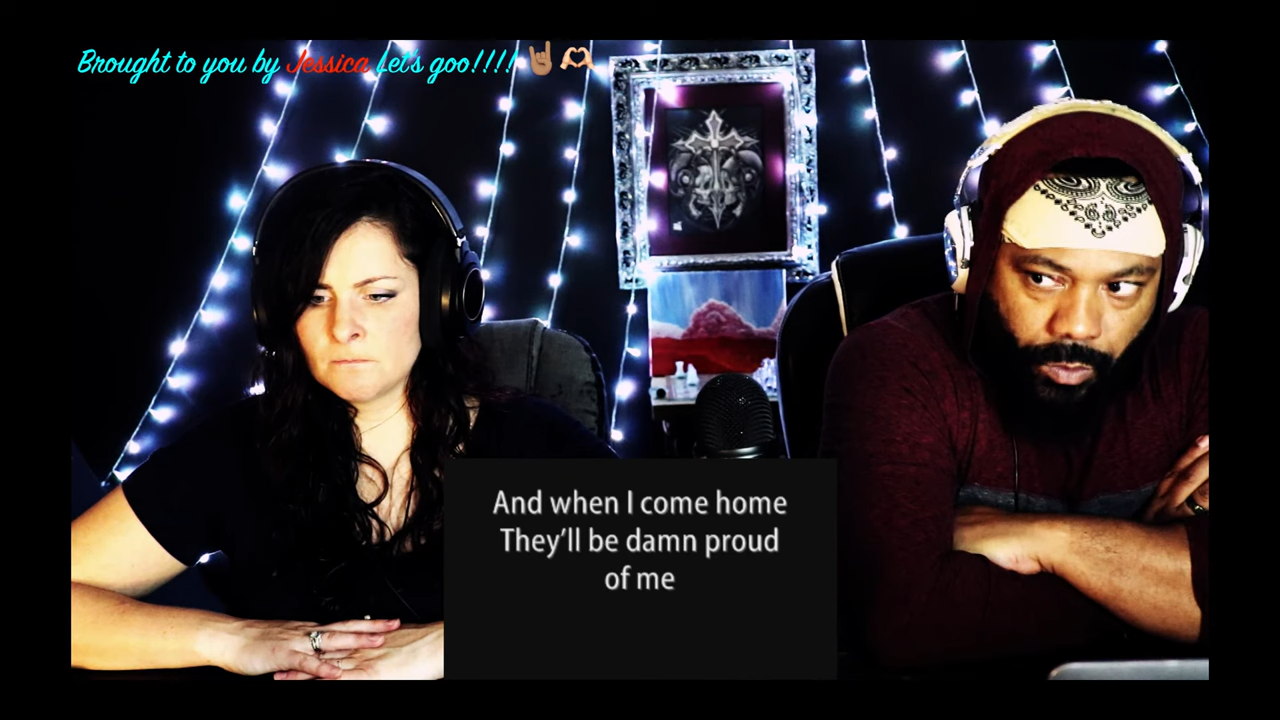 Brought to you by Jessica Let's goo!!!! 🤘🏽🫶🏽
And when I come home
They'll be damn proud
of me